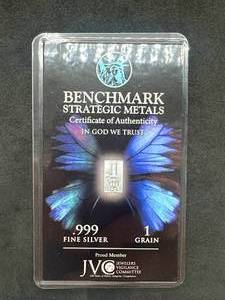 BENCHMARK
STRATEGIC METALS
Certificate of Authenticity
IN GOD WE TRUST
1
.999
FINE SILVER
1
GRAIN
Proud Member
JVC
JEWELERS
VIGILANCE
COMMITTEE